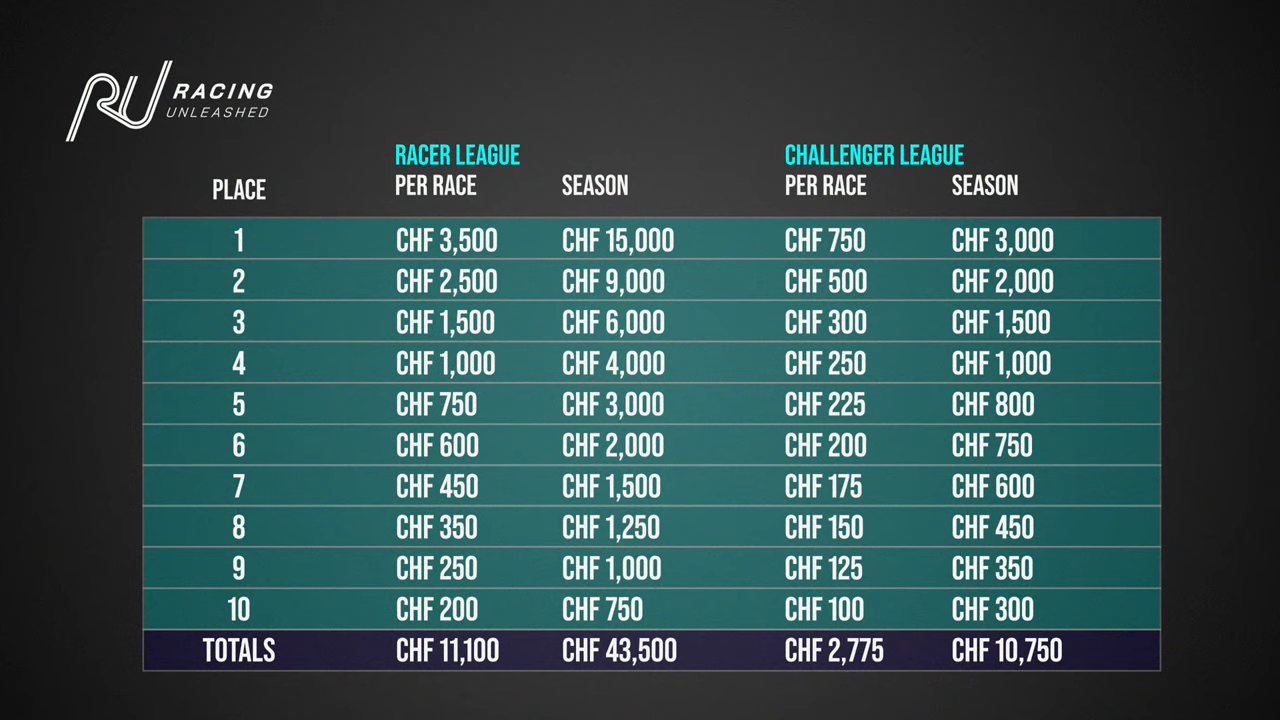 RU RACING
UNLEASHED
RACER LEAGUE CHALLENGER LEAGUE
PLACE PER RACE SEASON PER RACE SEASON
1 CHF 3,500 CHF 15,000 CHF 750 CHF 3,000
2 CHF 2,500 CHF 9,000 CHF 500 CHF 2,000
3 CHF 1,500 CHF 6,000 CHF 300 CHF 1,500
4 CHF 1,000 CHF 4,000 CHF 250 CHF 1,000
5 CHF 750 CHF 3,000 CHF 225 CHF 800
6 CHF 600 CHF 2,000 CHF 200 CHF 750
7 CHF 450 CHF 1,500 CHF 175 CHF 600
8 CHF 350 CHF 1,250 CHF 150 CHF 450
9 CHF 250 CHF 1,000 CHF 125 CHF 350
10 CHF 200 CHF 750 CHF 100 CHF 300
TOTALS CHF 11,100 CHF 43,500 CHF 2,775 CHF 10,750